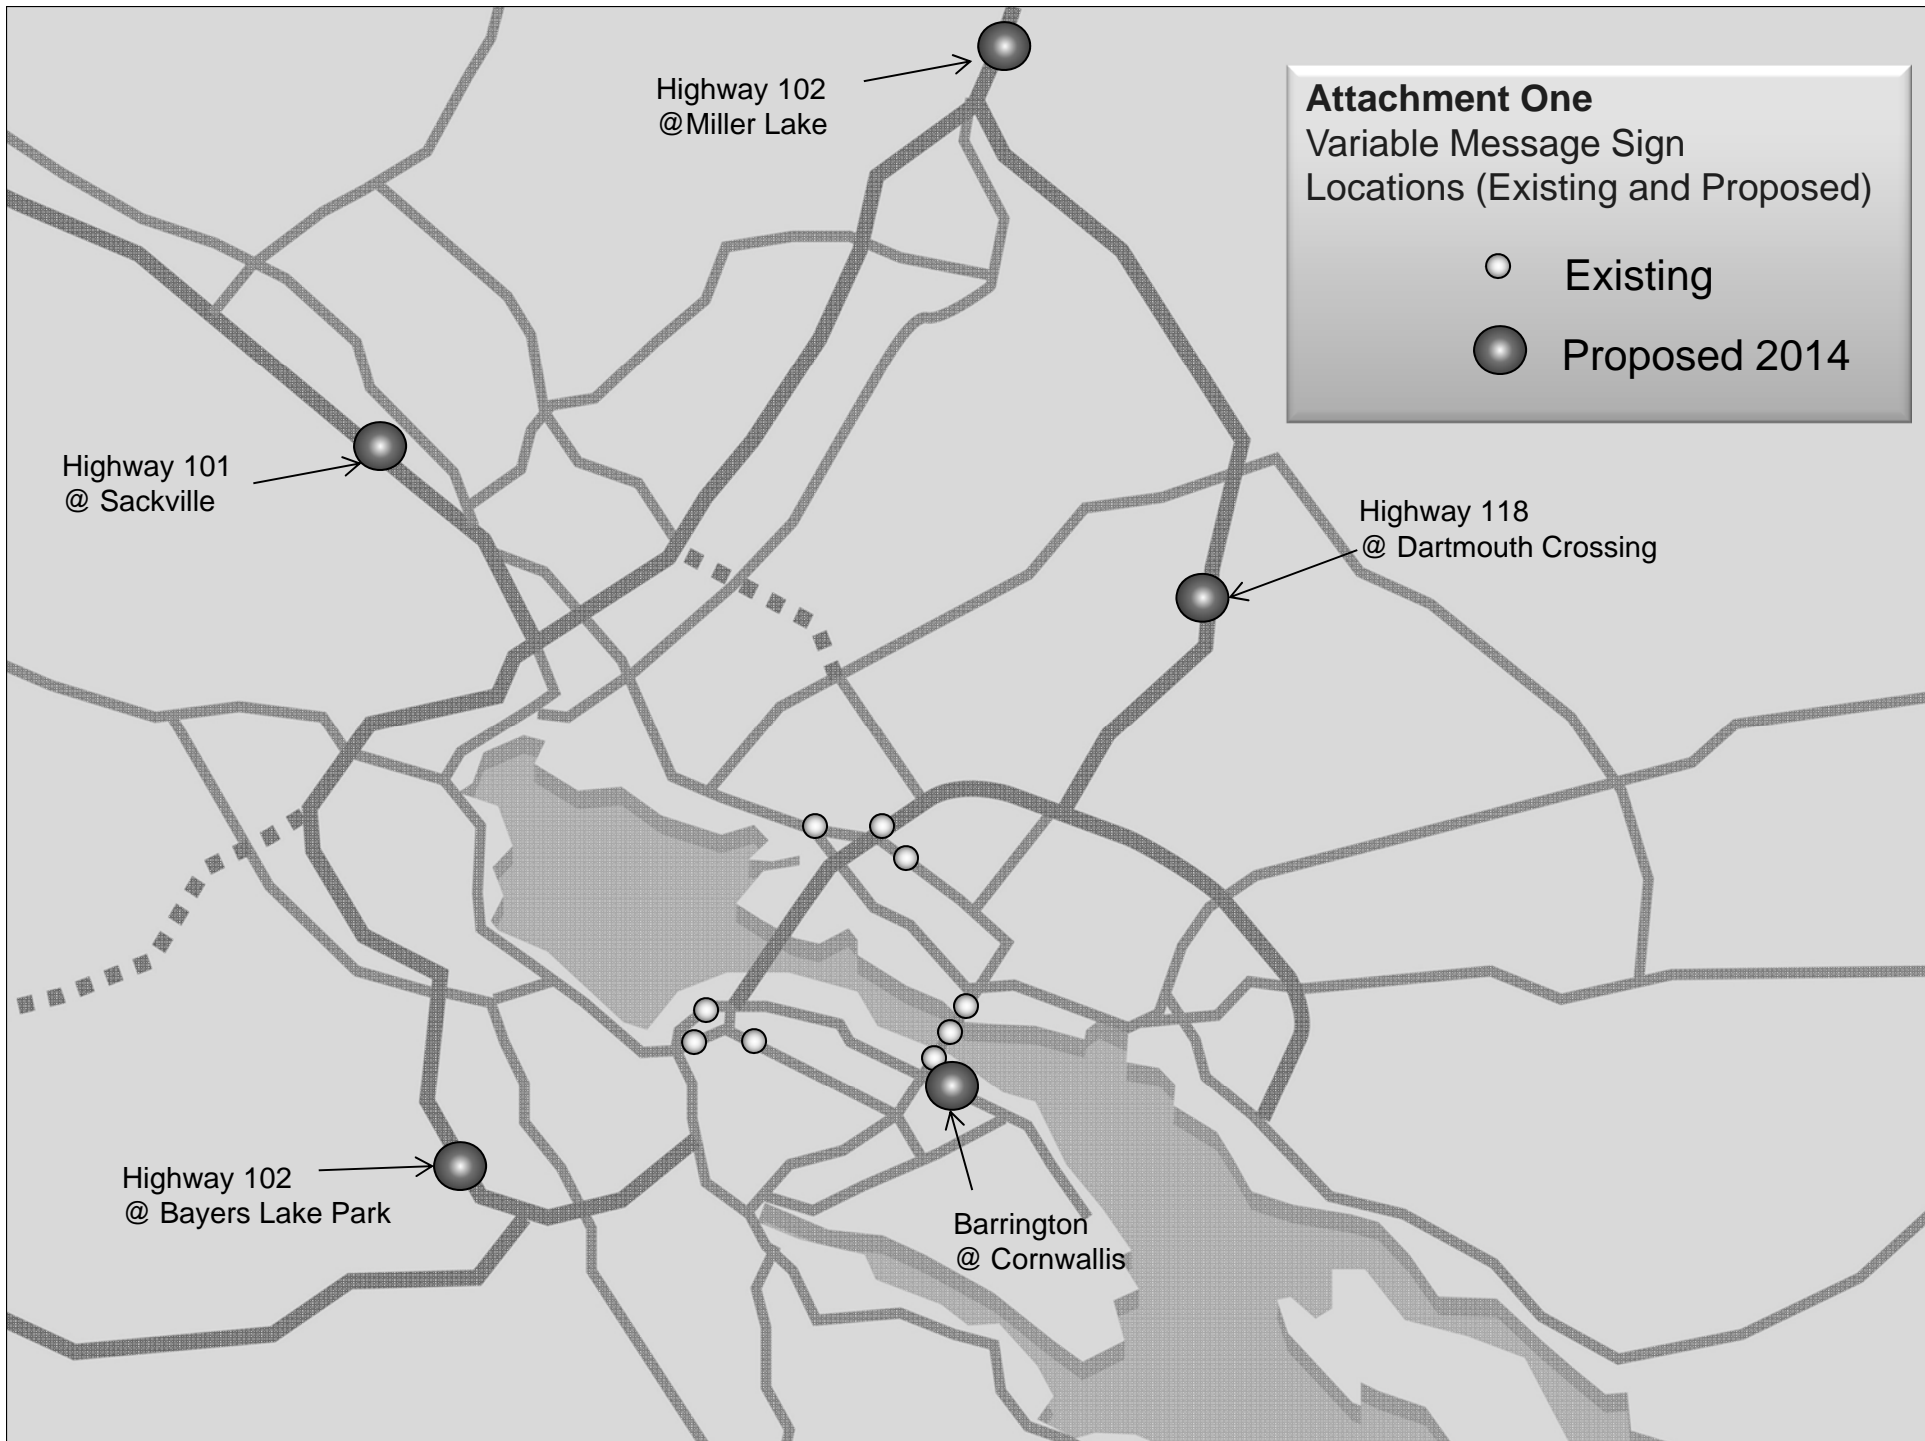 Highway 102
@Miller Lake
Attachment One
Variable Message Sign
Locations (Existing and Proposed)
Existing
Proposed 2014
Highway 101
@ Sackville
Highway 118
@ Dartmouth Crossing
Highway 102
@ Bayers Lake Park
Barrington
@ Cornwallis